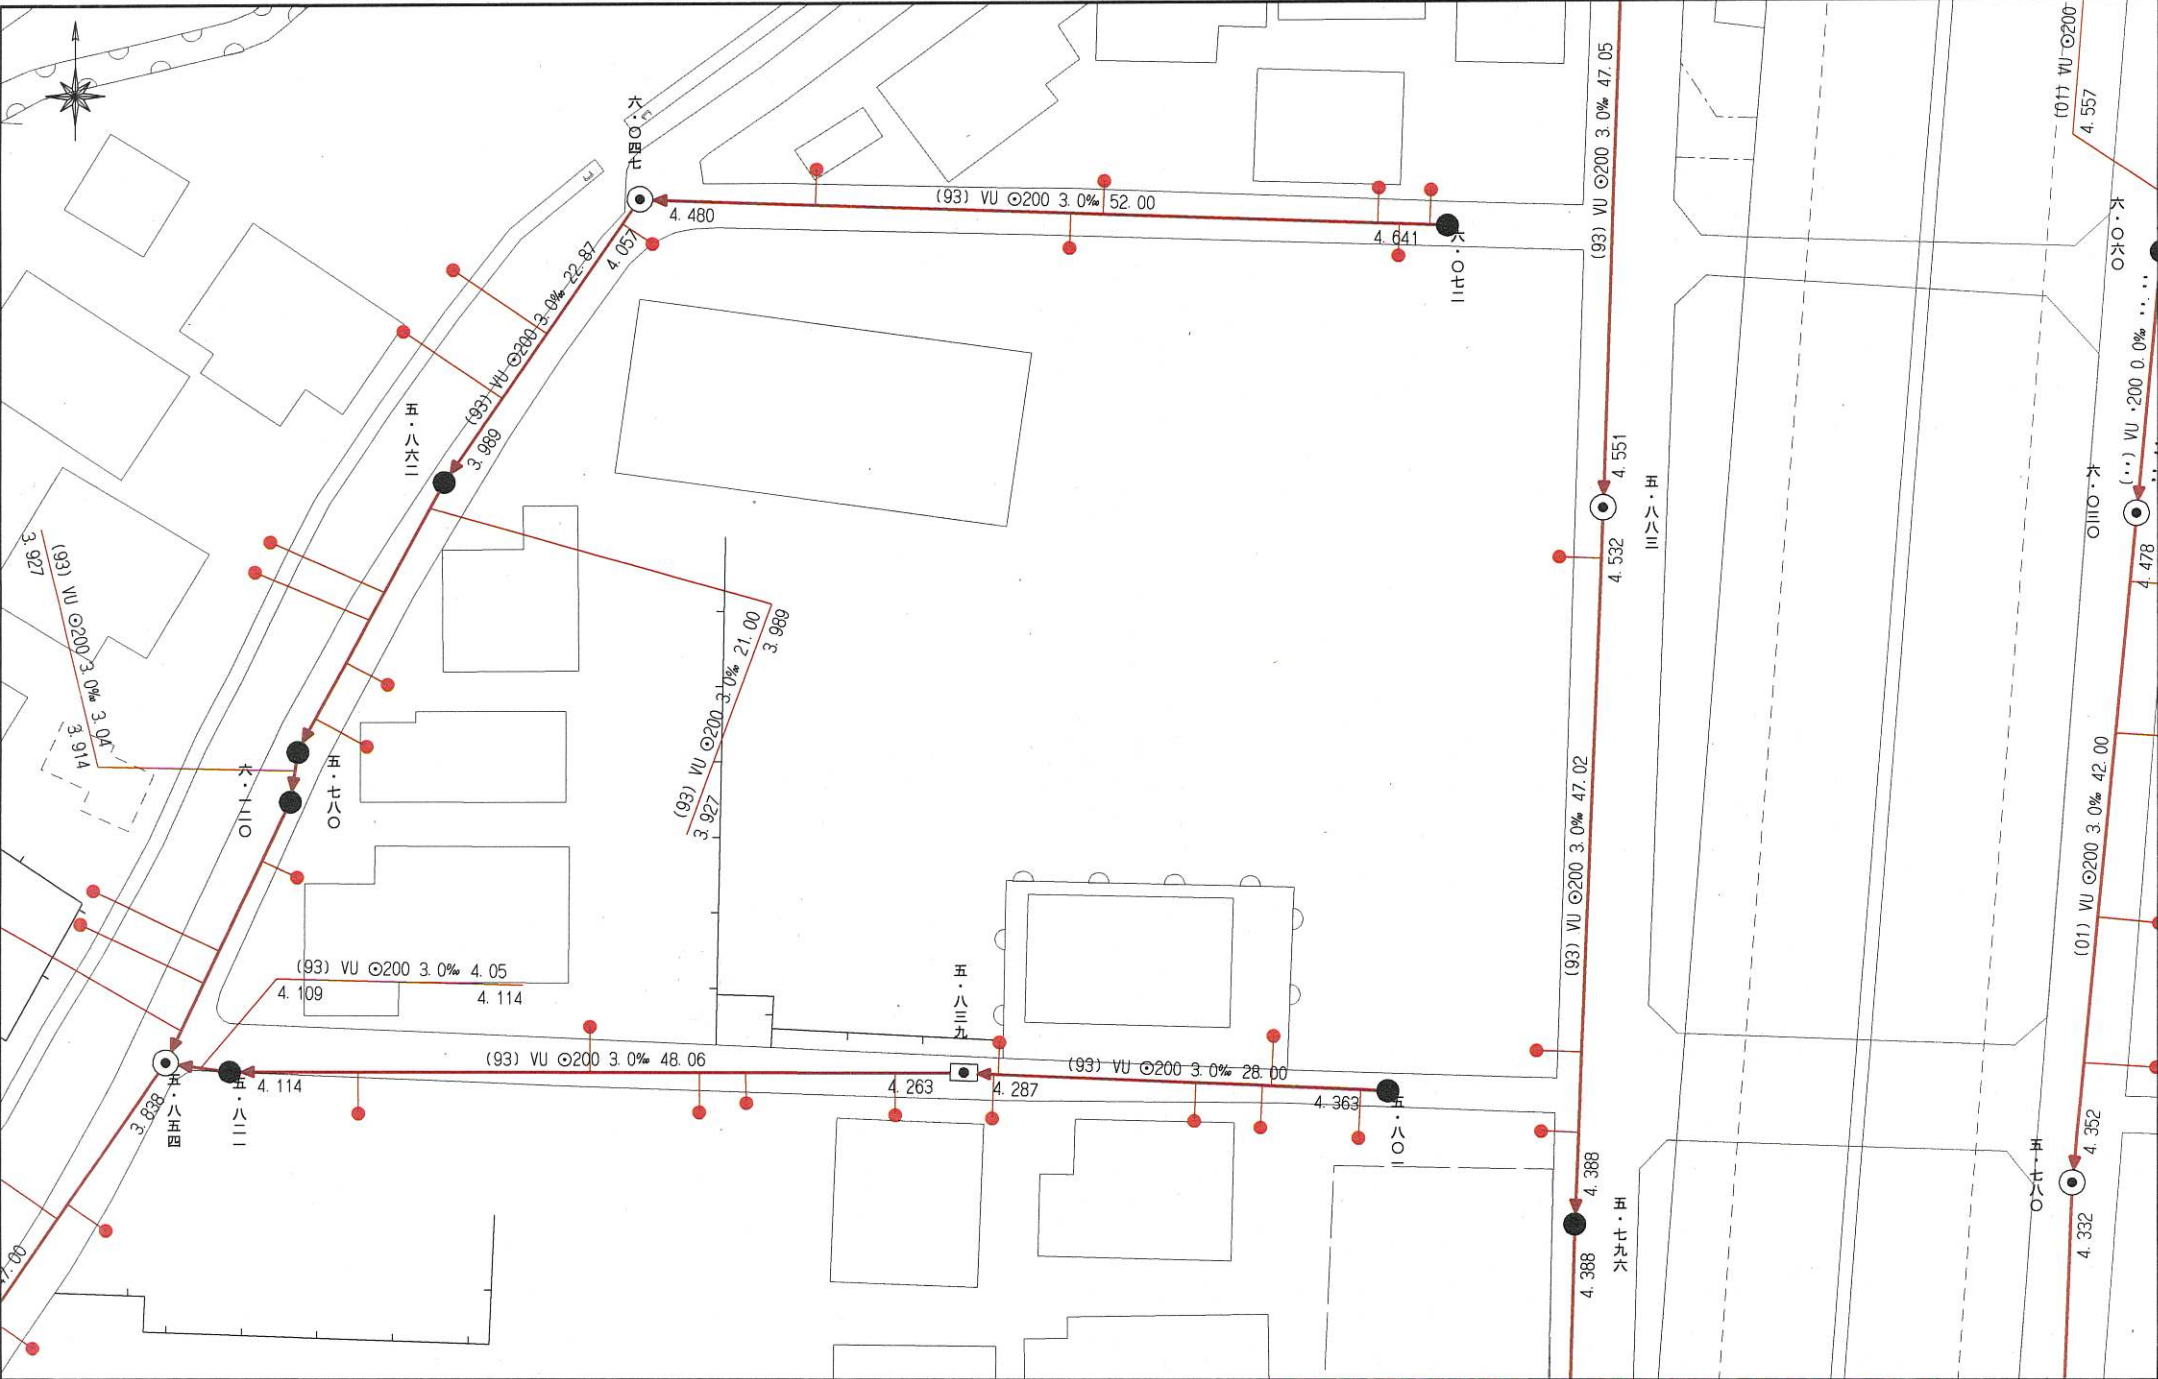 (01) VU ⊙200
4.557
(93) VU ⊙200 3.0‰ 47.05
六・〇四七
(93) VU ⊙200 3.0‰ 52.00
4.480
4.641
六・〇七二
六・〇六〇
4.057
(93) VU ⊙200 3.0‰ 22.87
3.989
五・八六二
4.551
五・八八三
4.532
六・〇三〇
4.478
(93) VU ⊙200 3.0‰ 3.04
3.927
3.914
(93) VU ⊙200 3.0‰ 21.00
3.989
3.927
六・一二〇
五・七八〇
(93) VU ⊙200 3.0‰ 47.02
(01) VU ⊙200 3.0‰ 42.00
(93) VU ⊙200 3.0‰ 4.05
4.109
4.114
五・八三九
(93) VU ⊙200 3.0‰ 48.06
4.114
4.263
(93) VU ⊙200 3.0‰ 28.00
4.287
4.363
五・八五四
五・八二一
五・八〇一
3.838
4.388
五・七九六
4.388
4.352
五・七八〇
4.332
7.00